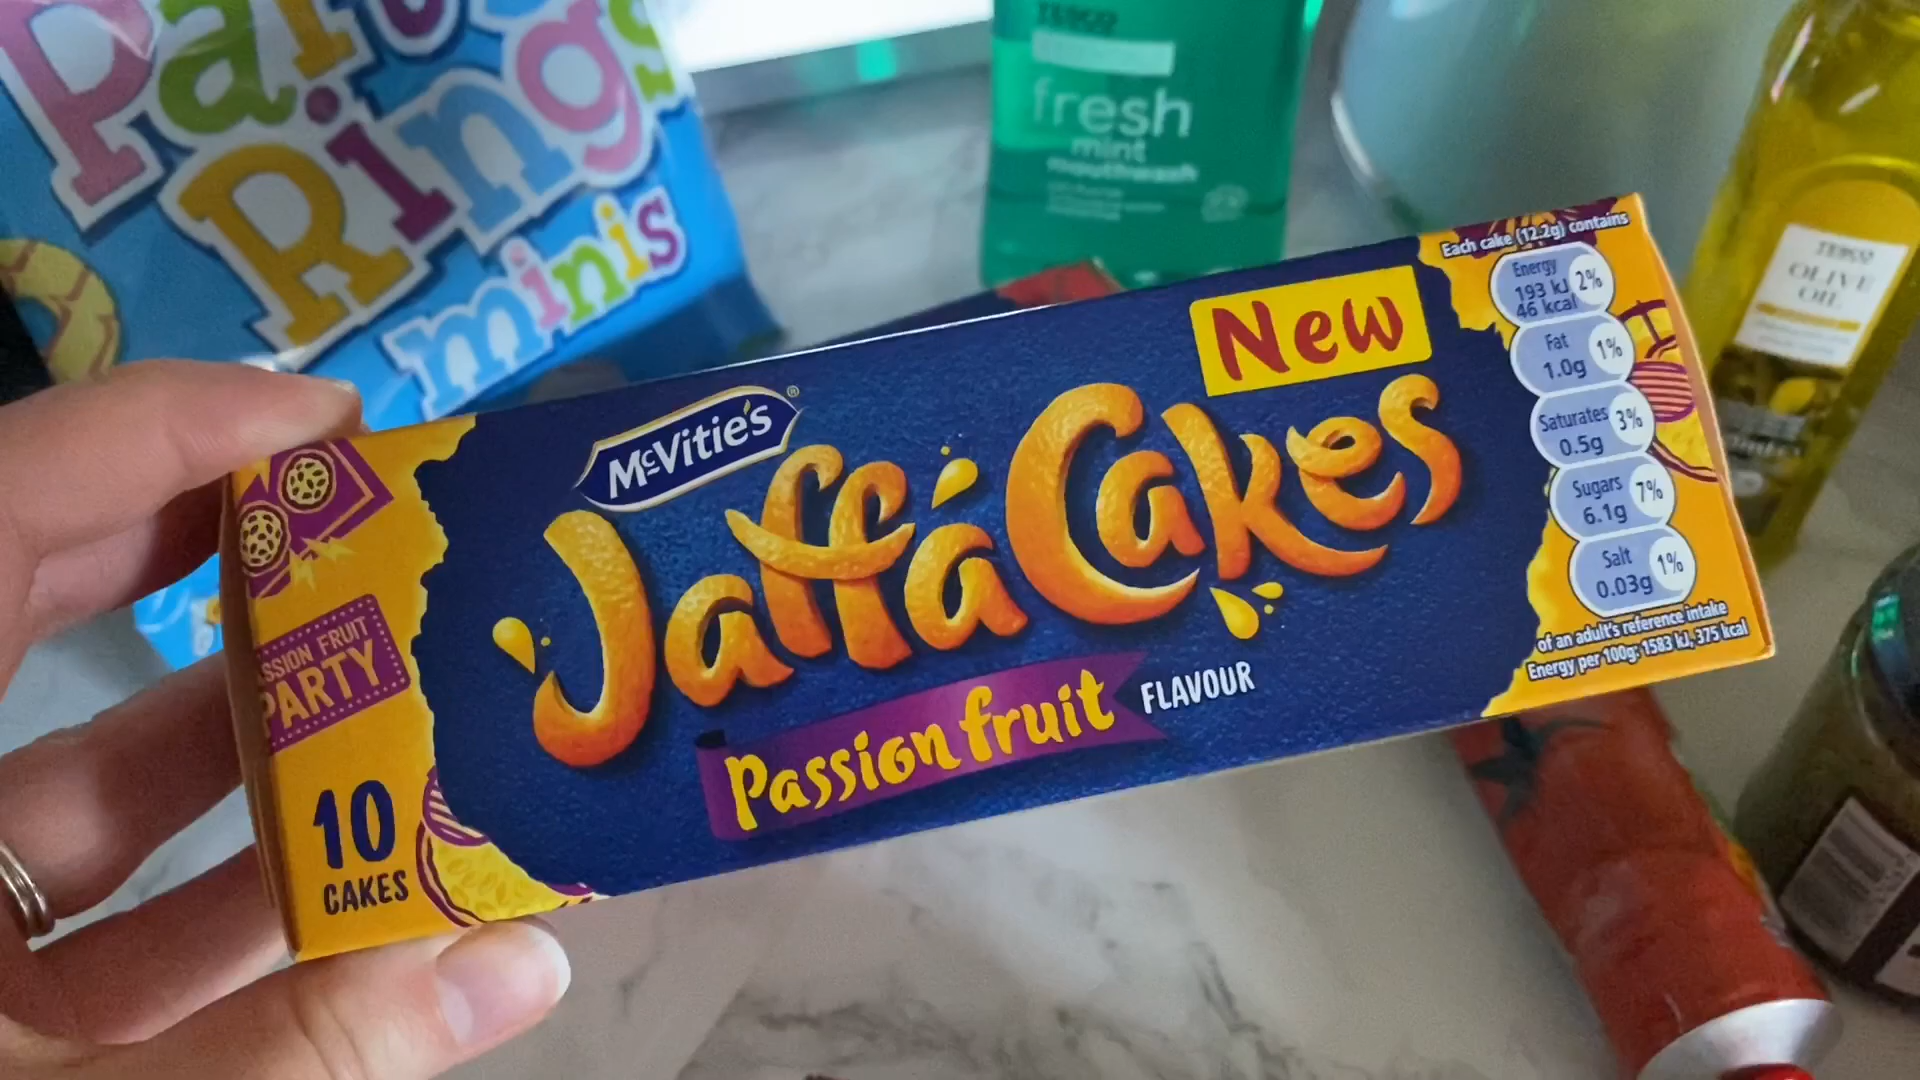 Party
Rings
minis
TESCO
fresh
mint
mouthwash
TESCO
OLIVE
OIL
New
McVitie's®
Jaffa Cakes
Passion fruit FLAVOUR
PARTY
10
CAKES
Each cake (12.2g) contains
Energy
193 kJ
46 kcal
2%
Fat
1.0g
1%
Saturates
0.5g
3%
Sugars
6.1g
7%
Salt
0.03g
1%
of an adult's reference intake
Energy per 100g: 1583 kJ, 375 kcal